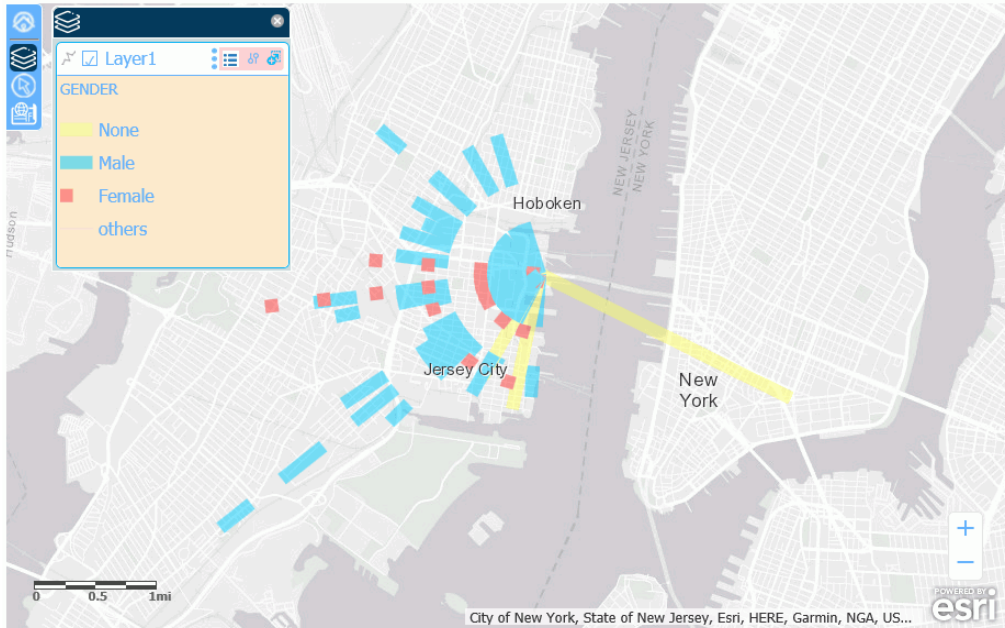 Layer1
GENDER
None
Male
Female
others
Hudson
NEW JERSEY
NEW YORK
Hoboken
Jersey City
New
York
0 0.5 1mi
+
−
POWERED BY
esri
City of New York, State of New Jersey, Esri, HERE, Garmin, NGA, US...